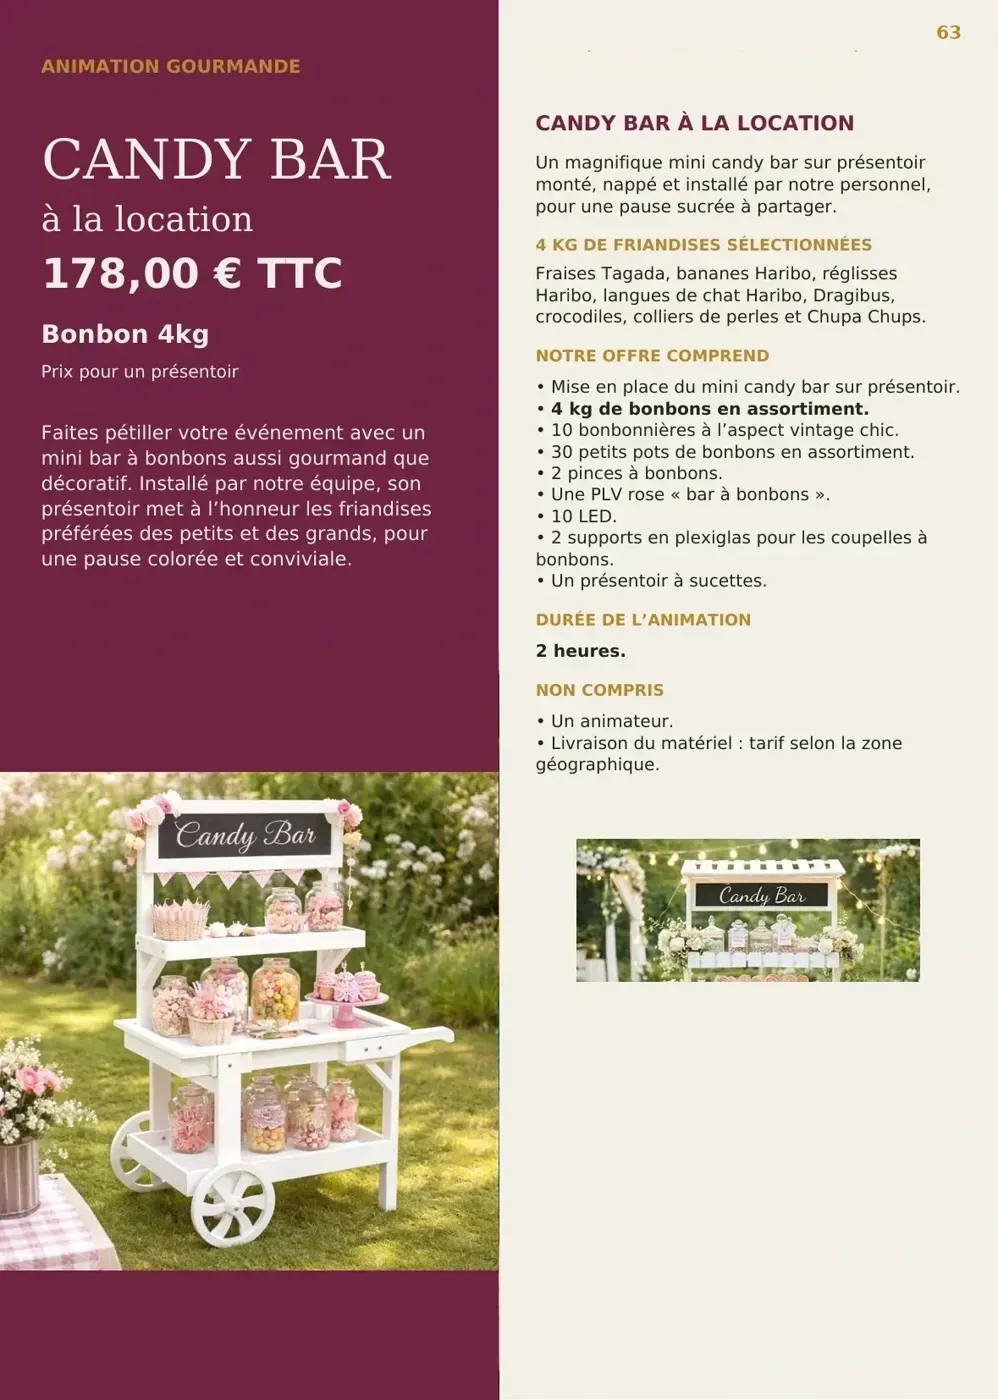 63
ANIMATION GOURMANDE
CANDY BAR
à la location
178,00 € TTC
Bonbon 4kg
Prix pour un présentoir
Faites pétiller votre événement avec un
mini bar à bonbons aussi gourmand que
décoratif. Installé par notre équipe, son
présentoir met à l’honneur les friandises
préférées des petits et des grands, pour
une pause colorée et conviviale.
Candy Bar
CANDY BAR À LA LOCATION
Un magnifique mini candy bar sur présentoir
monté, nappé et installé par notre personnel,
pour une pause sucrée à partager.
4 KG DE FRIANDISES SÉLECTIONNÉES
Fraises Tagada, bananes Haribo, réglisses
Haribo, langues de chat Haribo, Dragibus,
crocodiles, colliers de perles et Chupa Chups.
NOTRE OFFRE COMPREND
• Mise en place du mini candy bar sur présentoir.
• 4 kg de bonbons en assortiment.
• 10 bonbonnières à l’aspect vintage chic.
• 30 petits pots de bonbons en assortiment.
• 2 pinces à bonbons.
• Une PLV rose « bar à bonbons ».
• 10 LED.
• 2 supports en plexiglas pour les coupelles à
bonbons.
• Un présentoir à sucettes.
DURÉE DE L’ANIMATION
2 heures.
NON COMPRIS
• Un animateur.
• Livraison du matériel : tarif selon la zone
géographique.
Candy Bar